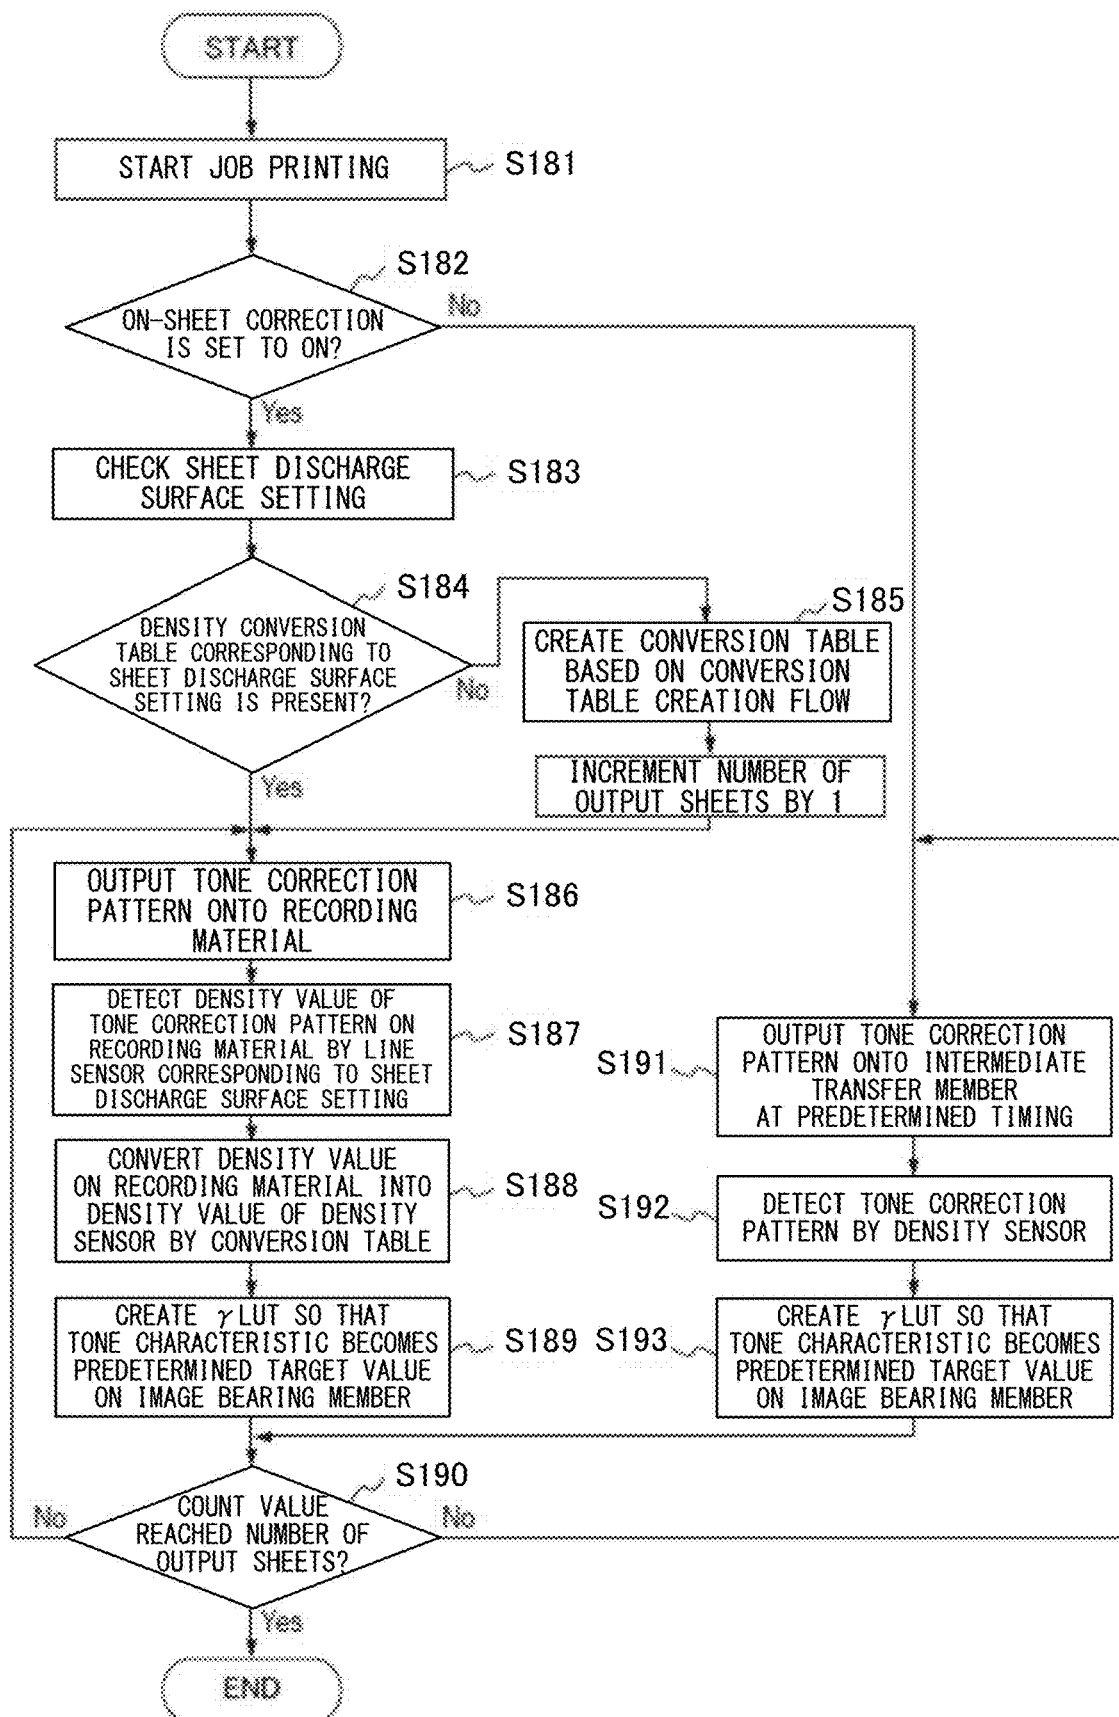 START
START JOB PRINTING
S181
S182
ON-SHEET CORRECTION
IS SET TO ON?
No
Yes
CHECK SHEET DISCHARGE
SURFACE SETTING
S183
S184
DENSITY CONVERSION
TABLE CORRESPONDING TO
SHEET DISCHARGE SURFACE
SETTING IS PRESENT?
No
Yes
S185
CREATE CONVERSION TABLE
BASED ON CONVERSION
TABLE CREATION FLOW
INCREMENT NUMBER OF
OUTPUT SHEETS BY 1
OUTPUT TONE CORRECTION
PATTERN ONTO RECORDING
MATERIAL
S186
DETECT DENSITY VALUE OF
TONE CORRECTION PATTERN ON
RECORDING MATERIAL BY LINE
SENSOR CORRESPONDING TO SHEET
DISCHARGE SURFACE SETTING
S187
CONVERT DENSITY VALUE
ON RECORDING MATERIAL INTO
DENSITY VALUE OF DENSITY
SENSOR BY CONVERSION TABLE
S188
CREATE γLUT SO THAT
TONE CHARACTERISTIC BECOMES
PREDETERMINED TARGET VALUE
ON IMAGE BEARING MEMBER
S189
S191
OUTPUT TONE CORRECTION
PATTERN ONTO INTERMEDIATE
TRANSFER MEMBER
AT PREDETERMINED TIMING
S192
DETECT TONE CORRECTION
PATTERN BY DENSITY SENSOR
S193
CREATE γLUT SO THAT
TONE CHARACTERISTIC BECOMES
PREDETERMINED TARGET VALUE
ON IMAGE BEARING MEMBER
S190
COUNT VALUE
REACHED NUMBER OF
OUTPUT SHEETS?
No
No
Yes
END